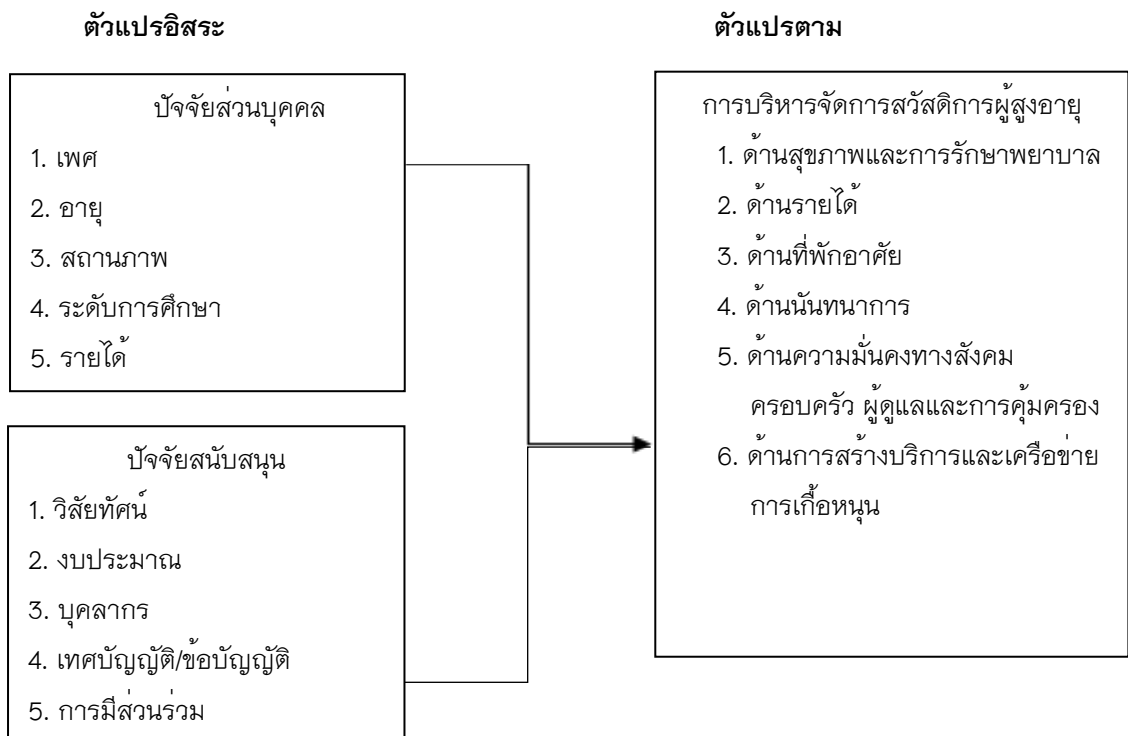 ตัวแปรอิสระ
ปัจจัยส่วนบุคคล
1. เพศ
2. อายุ
3. สถานภาพ
4. ระดับการศึกษา
5. รายได้
ปัจจัยสนับสนุน
1. วิสัยทัศน์
2. งบประมาณ
3. บุคลากร
4. เทศบัญญัติ/ข้อบัญญัติ
5. การมีส่วนร่วม
ตัวแปรตาม
การบริหารจัดการสวัสดิการผู้สูงอายุ
1. ด้านสุขภาพและการรักษาพยาบาล
2. ด้านรายได้
3. ด้านที่พักอาศัย
4. ด้านนันทนาการ
5. ด้านความมั่นคงทางสังคม
ครอบครัว ผู้ดูแลและการคุ้มครอง
6. ด้านการสร้างบริการและเครือข่าย
การเกื้อหนุน